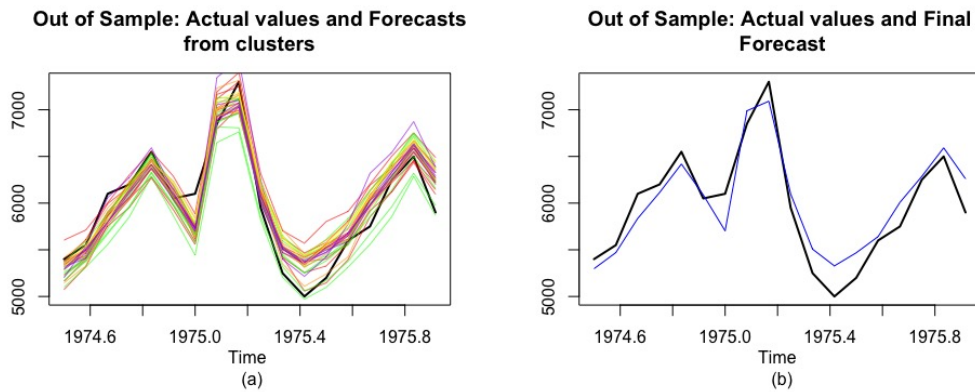 Out of Sample: Actual values and Forecasts
from clusters
7000
6000
5000
1974.6
1975.0
1975.4
1975.8
Time
(a)
Out of Sample: Actual values and Final
Forecast
7000
6000
5000
1974.6
1975.0
1975.4
1975.8
Time
(b)